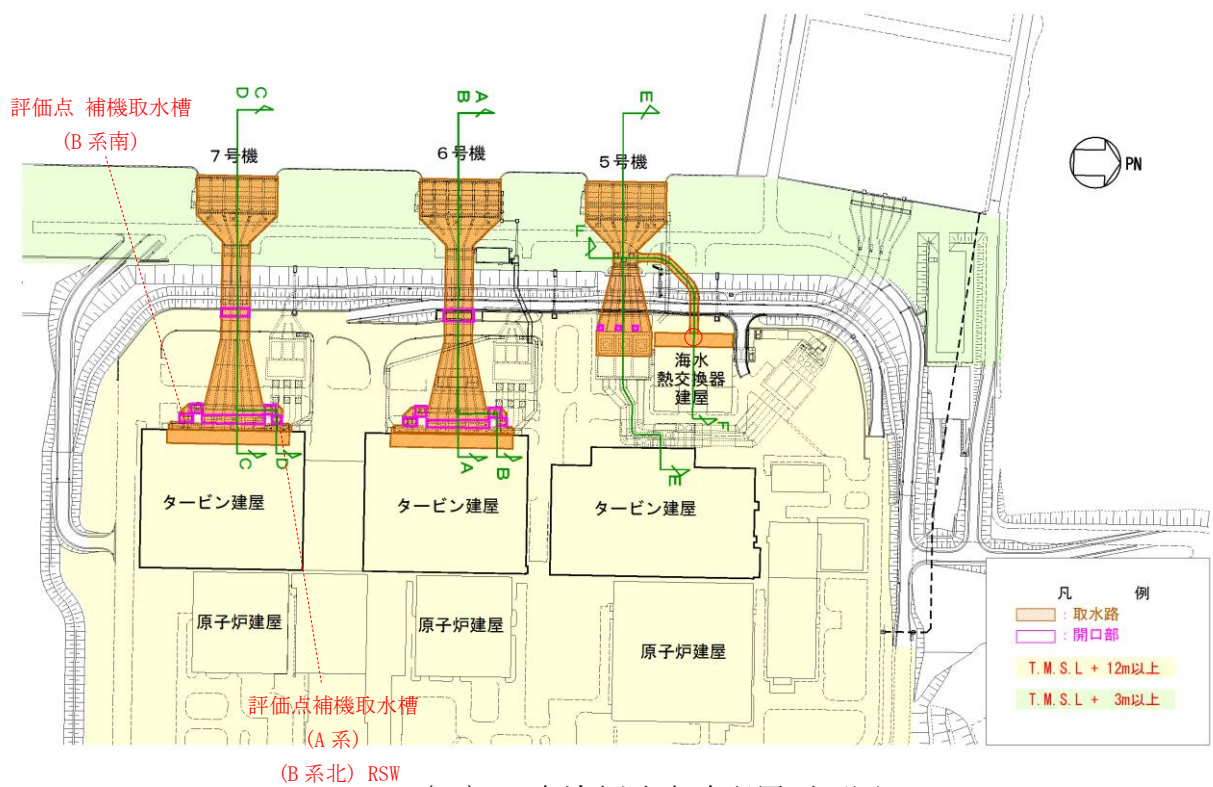 評価点 補機取水槽
(B 系南)
D C
B A
E
7号機
6号機
5号機
PN
F
海水
熱交換器
建屋
F
C
D
A
B
E
タービン建屋
タービン建屋
タービン建屋
原子炉建屋
原子炉建屋
原子炉建屋
凡 例
:取水路
:開口部
T.M.S.L + 12m以上
T.M.S.L + 3m以上
評価点補機取水槽
(A 系)
(B 系北) RSW